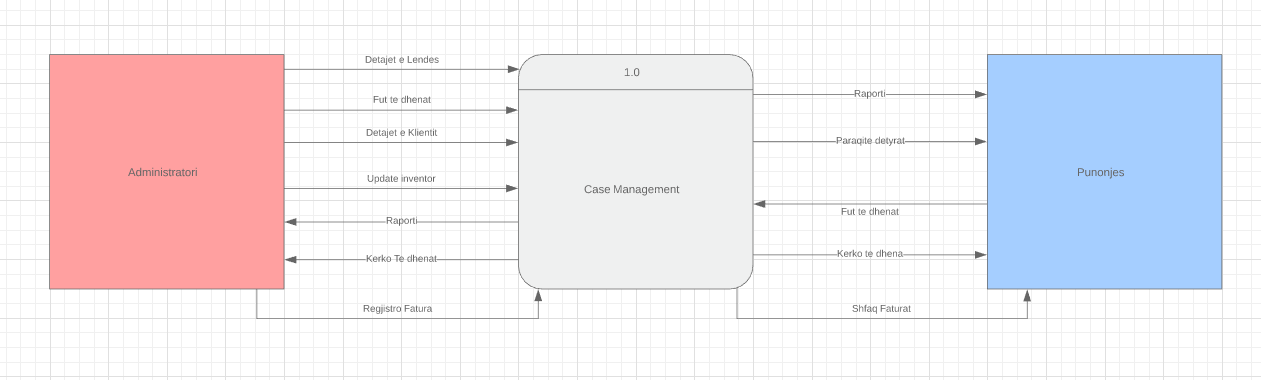 Detajet e Lendes
1.0
Raporti
Fut te dhenat
Detajet e Klientit
Paraqite detyrat
Administratori
Case Management
Punonjes
Update inventor
Fut te dhenat
Raporti
Kerko Te dhenat
Kerko te dhena
Regjistro Fatura
Shfaq Faturat